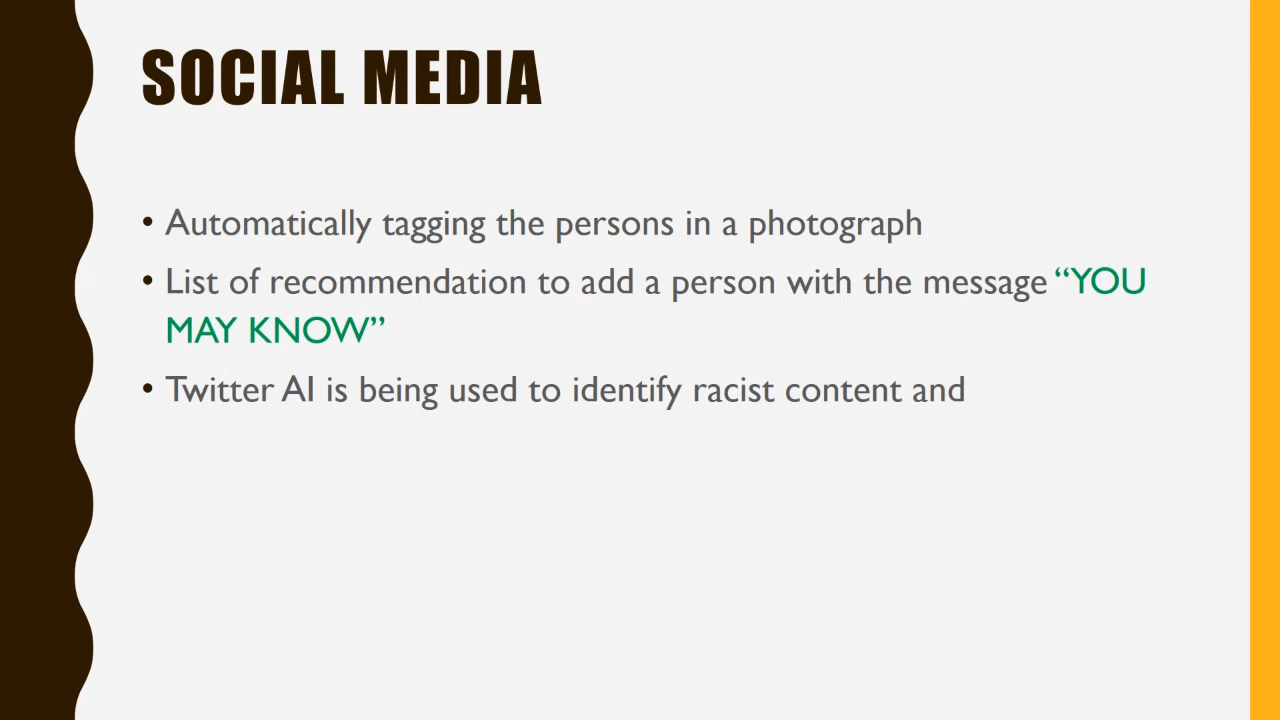 SOCIAL MEDIA
• Automatically tagging the persons in a photograph
• List of recommendation to add a person with the message “YOU
MAY KNOW”
• Twitter AI is being used to identify racist content and